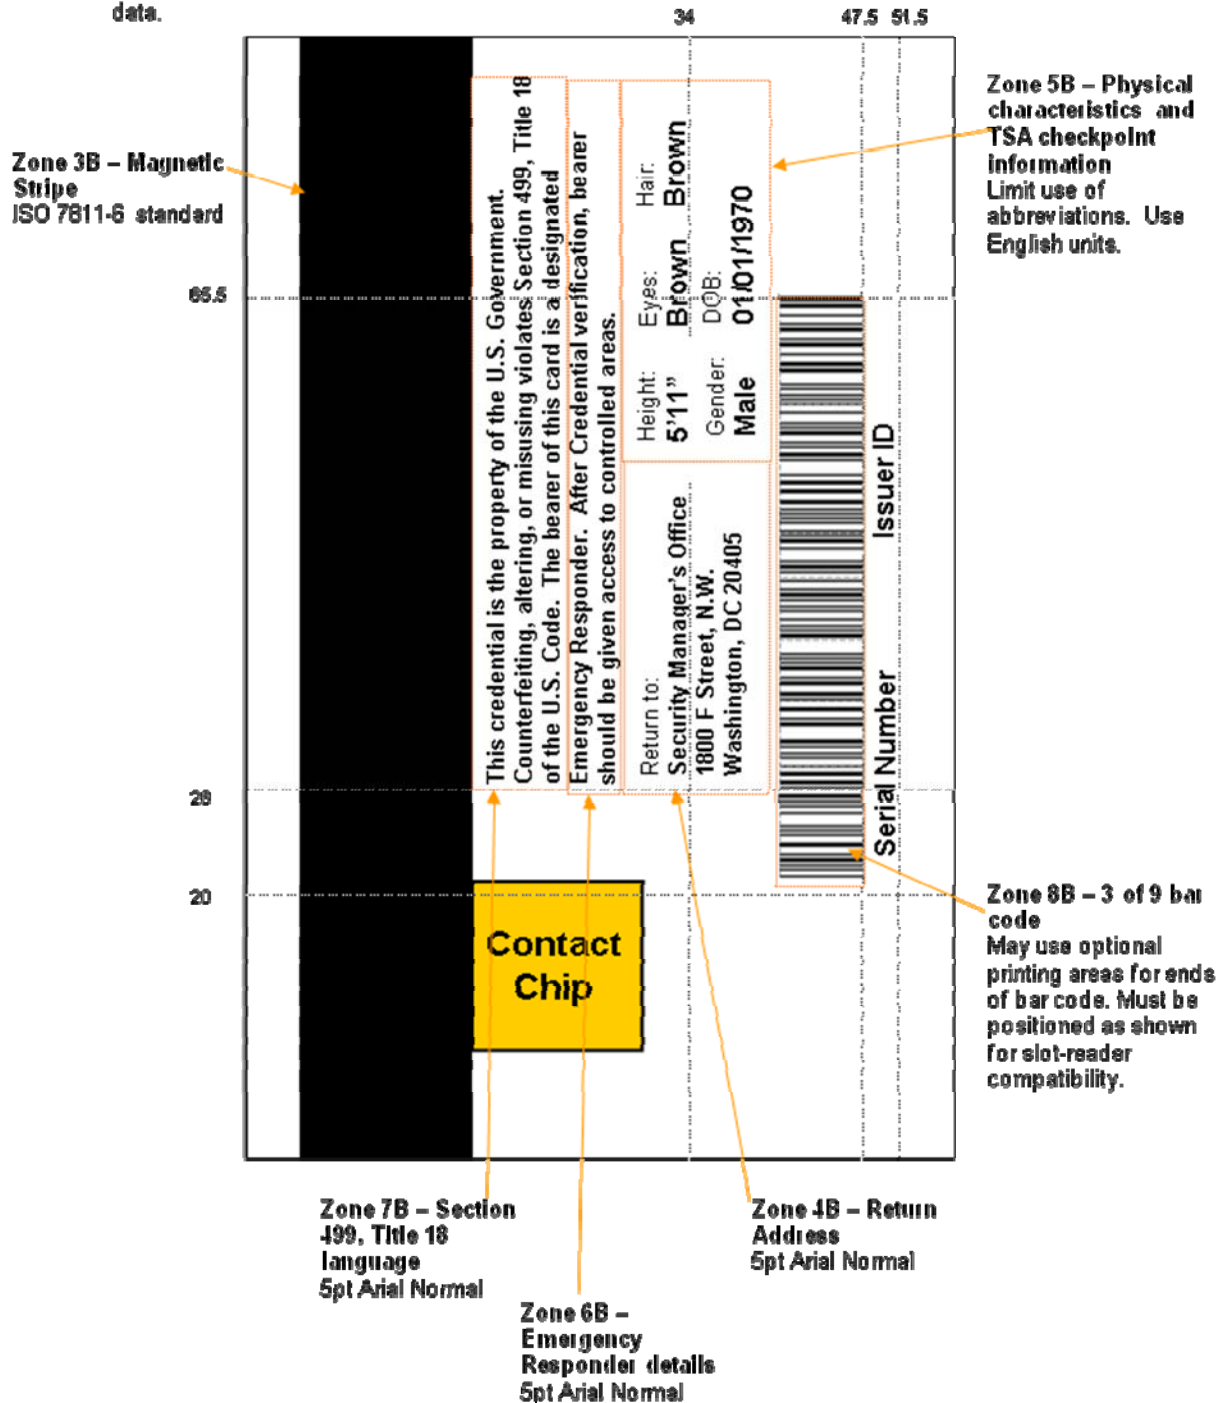 data.
34
47.5 51.5
Zone 3B – Magnetic
Stripe
ISO 7811-6 standard
Zone 5B – Physical
characteristics and
TSA checkpoint
information
Limit use of
abbreviations. Use
English units.
65.5
28
20
This credential is the property of the U.S. Government.
Counterfeiting, altering, or misusing violates Section 499, Title 18
of the U.S. Code. The bearer of this card is a designated
Emergency Responder. After Credential verification, bearer
should be given access to controlled areas.
Return to:
Security Manager's Office
1800 F Street, N.W.
Washington, DC 20405
Height: Eyes: Hair:
5'11” Brown Brown
Gender: DOB:
Male 01/01/1970
Serial Number Issuer ID
Contact
Chip
Zone 8B – 3 of 9 bar
code
May use optional
printing areas for ends
of bar code. Must be
positioned as shown
for slot-reader
compatibility.
Zone 7B – Section
499, Title 18
language
5pt Arial Normal
Zone 4B – Return
Address
5pt Arial Normal
Zone 6B –
Emergency
Responder details
5pt Arial Normal